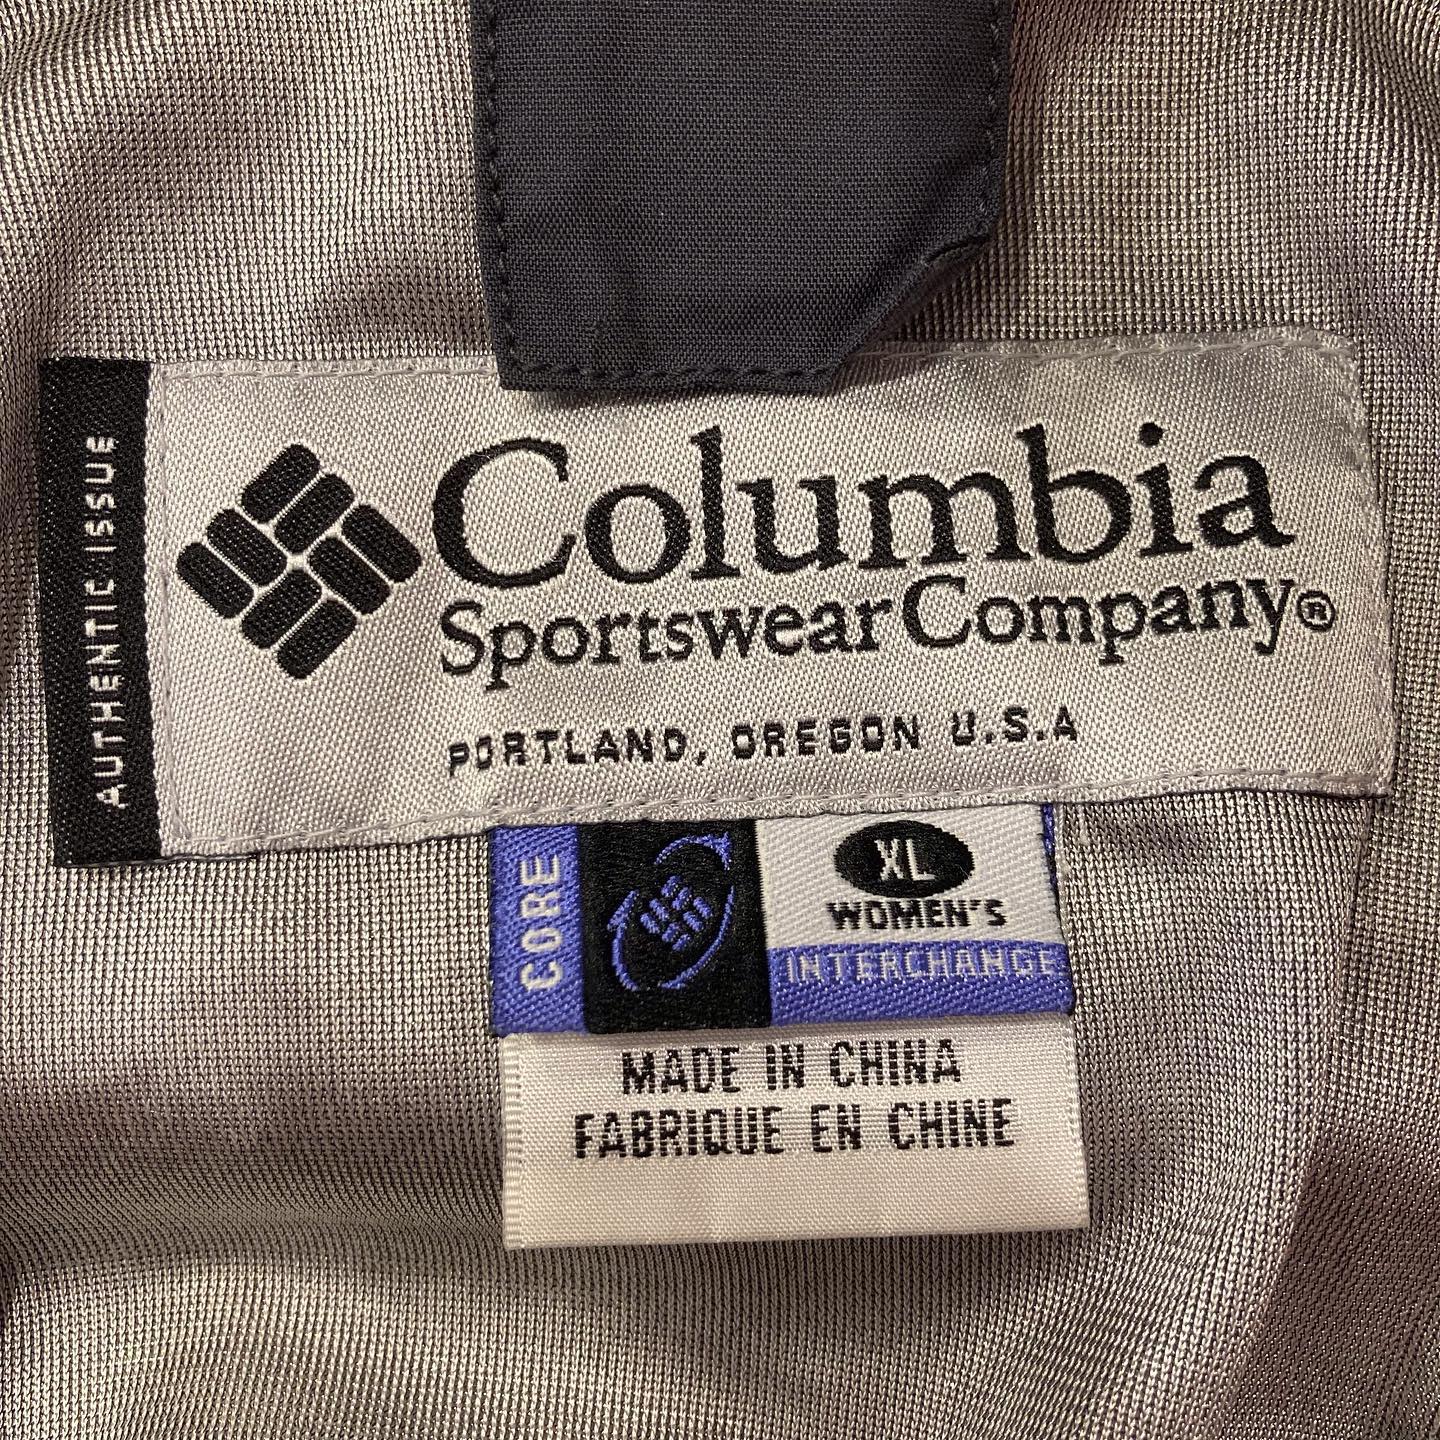 AUTHENTIC ISSUE
Columbia
Sportswear Company®
PORTLAND, OREGON U.S.A
CORE
XL
WOMEN'S
INTERCHANGE
MADE IN CHINA
FABRIQUE EN CHINE